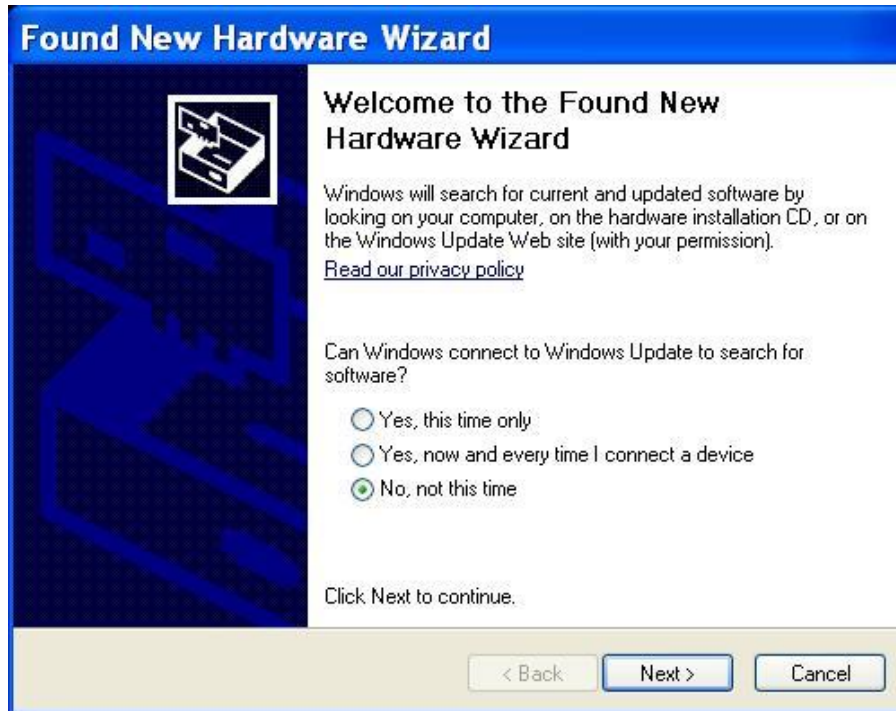 Found New Hardware Wizard
Welcome to the Found New
Hardware Wizard
Windows will search for current and updated software by
looking on your computer, on the hardware installation CD, or on
the Windows Update Web site (with your permission).
Read our privacy policy
Can Windows connect to Windows Update to search for
software?
Yes, this time only
Yes, now and every time I connect a device
No, not this time
Click Next to continue.
< Back
Next >
Cancel